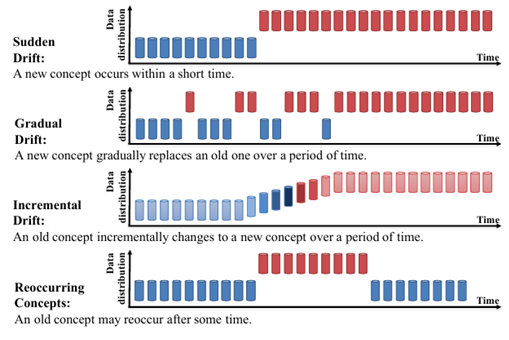 Data
distribution
Sudden
Drift:
Time
A new concept occurs within a short time.
Data
distribution
Gradual
Drift:
Time
A new concept gradually replaces an old one over a period of time.
Data
distribution
Incremental
Drift:
Time
An old concept incrementally changes to a new concept over a period of time.
Data
distribution
Reoccurring
Concepts:
Time
An old concept may reoccur after some time.